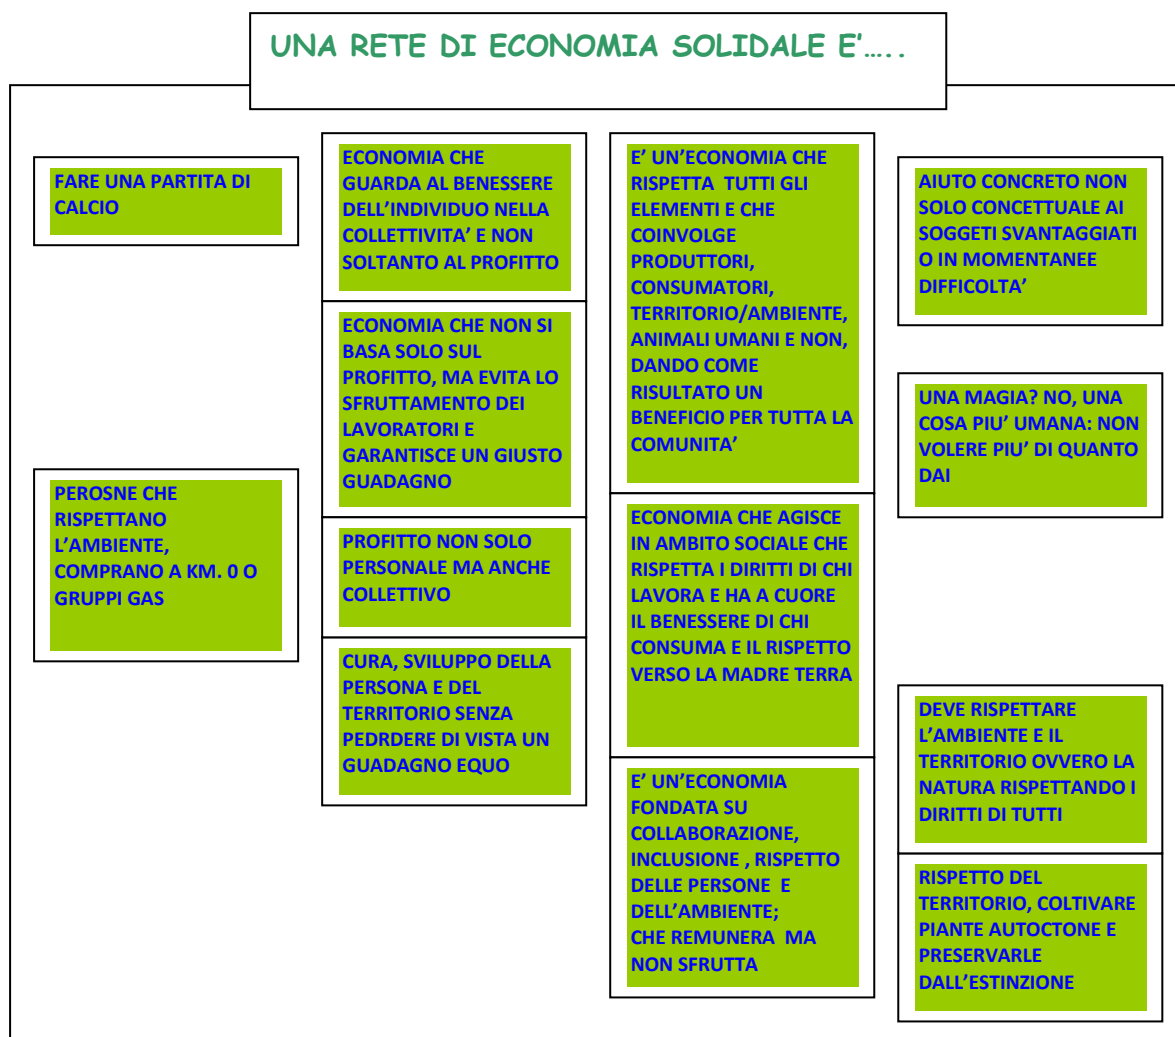 UNA RETE DI ECONOMIA SOLIDALE E’…..
FARE UNA PARTITA DI
CALCIO
PEROSNE CHE
RISPETTANO
L’AMBIENTE,
COMPRANO A KM. 0 O
GRUPPI GAS
ECONOMIA CHE
GUARDA AL BENESSERE
DELL’INDIVIDUO NELLA
COLLETTIVITA’ E NON
SOLTANTO AL PROFITTO
ECONOMIA CHE NON SI
BASA SOLO SUL
PROFITTO, MA EVITA LO
SFRUTTAMENTO DEI
LAVORATORI E
GARANTISCE UN GIUSTO
GUADAGNO
PROFITTO NON SOLO
PERSONALE MA ANCHE
COLLETTIVO
CURA, SVILUPPO DELLA
PERSONA E DEL
TERRITORIO SENZA
PEDRDERE DI VISTA UN
GUADAGNO EQUO
E’ UN’ECONOMIA CHE
RISPETTA TUTTI GLI
ELEMENTI E CHE
COINVOLGE
PRODUTTORI,
CONSUMATORI,
TERRITORIO/AMBIENTE,
ANIMALI UMANI E NON,
DANDO COME
RISULTATO UN
BENEFICIO PER TUTTA LA
COMUNITA’
ECONOMIA CHE AGISCE
IN AMBITO SOCIALE CHE
RISPETTA I DIRITTI DI CHI
LAVORA E HA A CUORE
IL BENESSERE DI CHI
CONSUMA E IL RISPETTO
VERSO LA MADRE TERRA
E’ UN’ECONOMIA
FONDATA SU
COLLABORAZIONE,
INCLUSIONE , RISPETTO
DELLE PERSONE E
DELL’AMBIENTE;
CHE REMUNERA MA
NON SFRUTTA
AIUTO CONCRETO NON
SOLO CONCETTUALE AI
SOGGETI SVANTAGGIATI
O IN MOMENTANEE
DIFFICOLTA’
UNA MAGIA? NO, UNA
COSA PIU’ UMANA: NON
VOLERE PIU’ DI QUANTO
DAI
DEVE RISPETTARE
L’AMBIENTE E IL
TERRITORIO OVVERO LA
NATURA RISPETTANDO I
DIRITTI DI TUTTI
RISPETTO DEL
TERRITORIO, COLTIVARE
PIANTE AUTOCTONE E
PRESERVARLE
DALL’ESTINZIONE